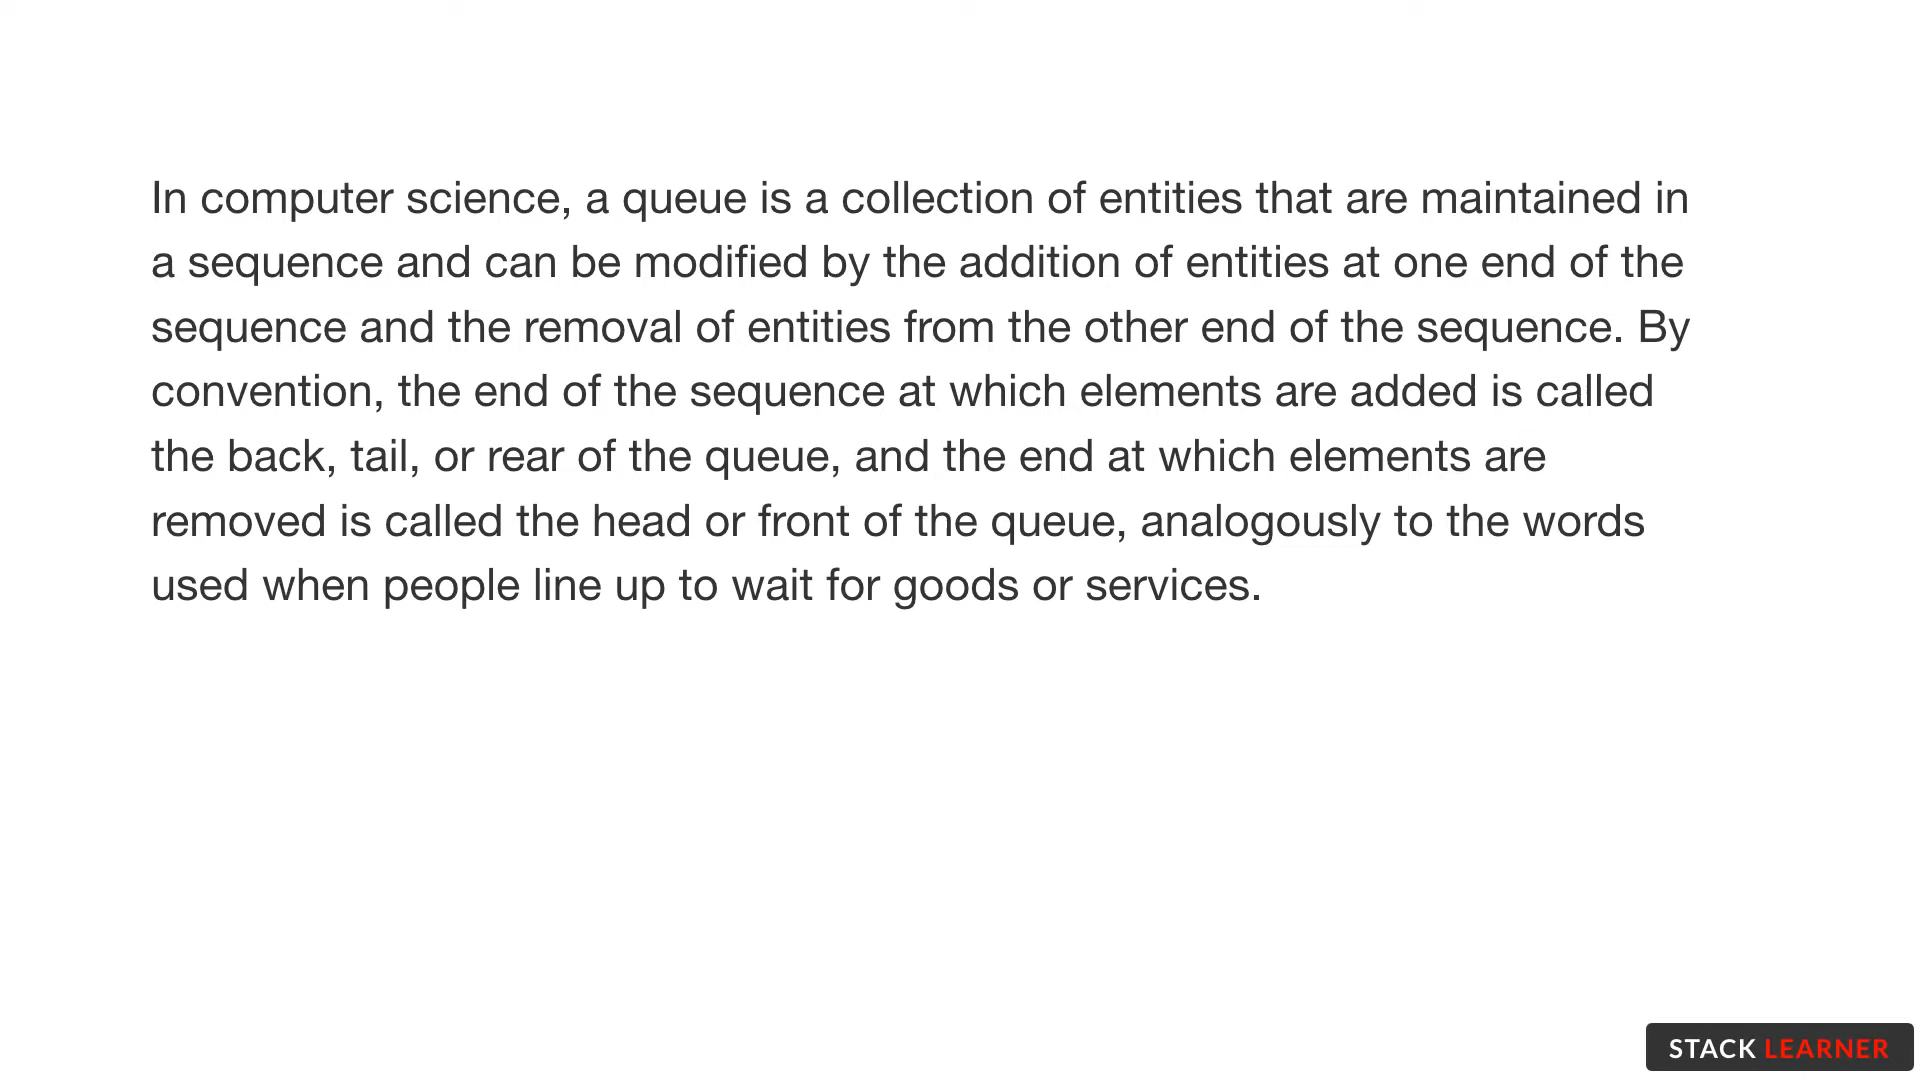 In computer science, a queue is a collection of entities that are maintained in
a sequence and can be modified by the addition of entities at one end of the
sequence and the removal of entities from the other end of the sequence. By
convention, the end of the sequence at which elements are added is called
the back, tail, or rear of the queue, and the end at which elements are
removed is called the head or front of the queue, analogously to the words
used when people line up to wait for goods or services.
STACK LEARNER